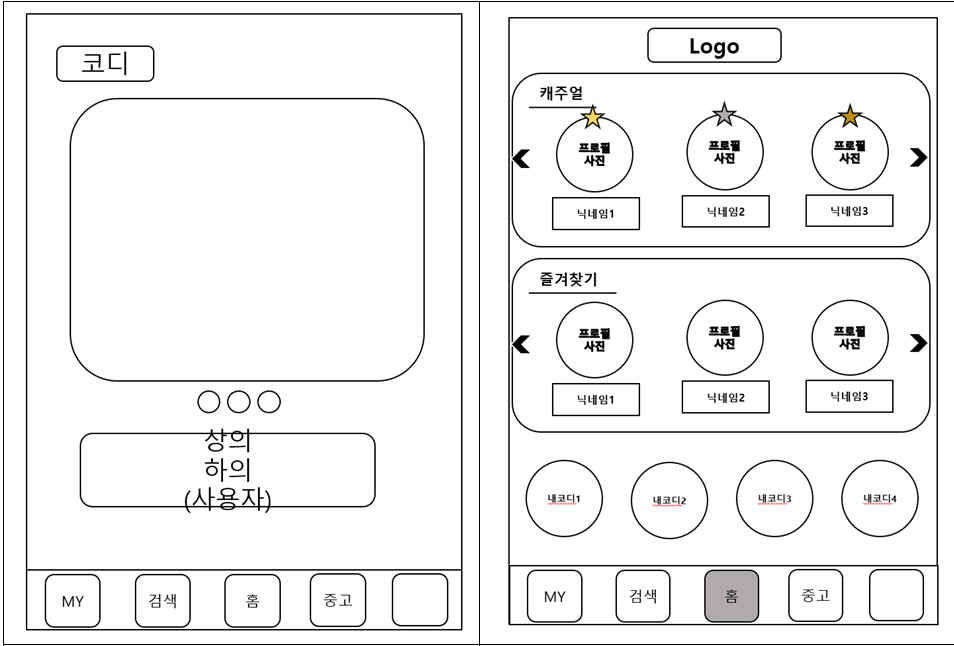 코디
상의
하의
(사용자)
MY
검색
홈
중고
Logo
캐주얼
프로필
사진
프로필
사진
프로필
사진
닉네임1
닉네임2
닉네임3
즐겨찾기
프로필
사진
프로필
사진
프로필
사진
닉네임1
닉네임2
닉네임3
내코디1
내코디2
내코디3
내코디4
MY
검색
홈
중고